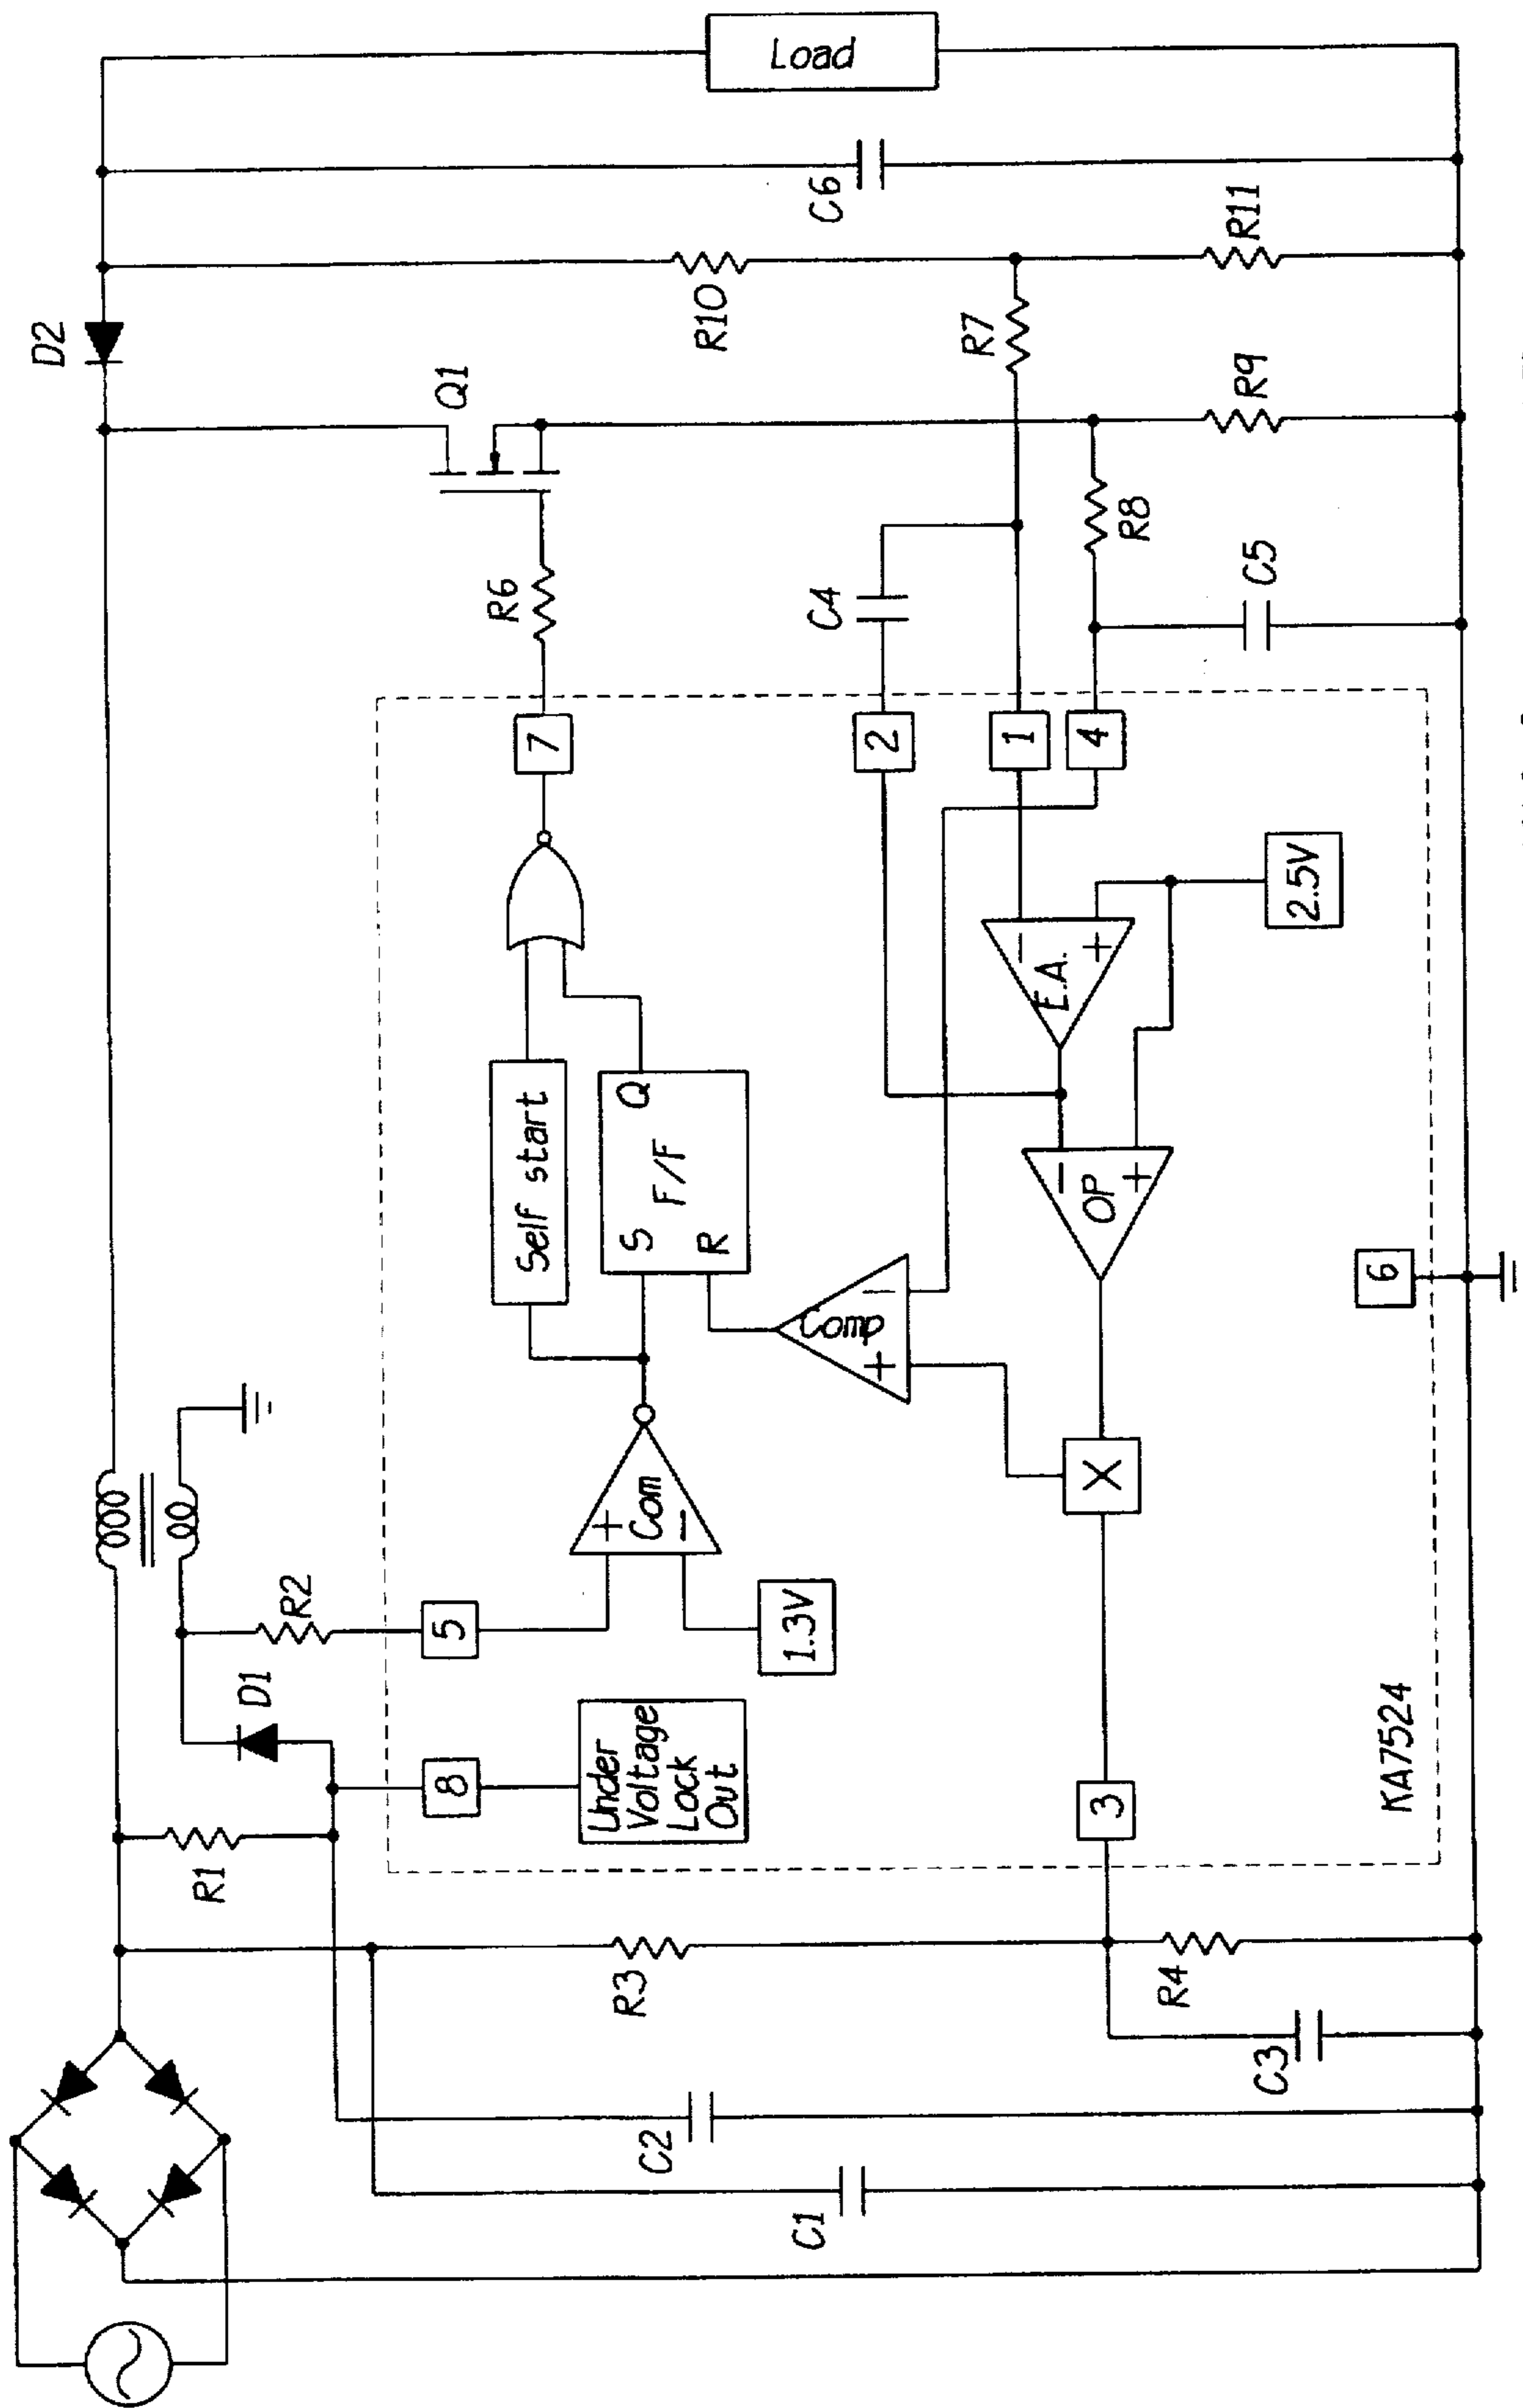 D1
R1
R2
D2
Q1
R6
C1
C2
C3
R3
R4
8
5
7
2
1
4
3
6
Under
Voltage
Lock
Out
1.3V
+
Com
−
Self start
S
Q
F/F
R
Comp
+
−
X
OP
−
+
E.A.
−
+
2.5V
KA7524
C4
R7
R8
C5
R9
R10
R11
C6
Load